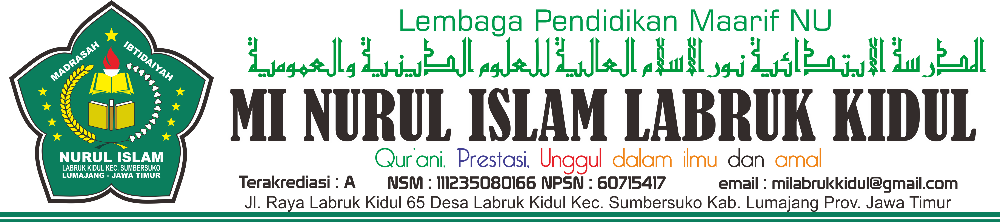 MADRASAH IBTIDAIYAH
NURUL ISLAM
LABRUK KIDUL KEC. SUMBERSUKO
LUMAJANG - JAWA TIMUR
Lembaga Pendidikan Maarif NU
المدرسة الابتدائية نور الاسلام العالية للعلوم الدينية والعمومية
MI NURUL ISLAM LABRUK KIDUL
Qur'ani, Prestasi, Unggul dalam ilmu dan amal
Terakrediasi : A NSM : 111235080166 NPSN : 60715417 email : milabrukkidul@gmail.com
Jl. Raya Labruk Kidul 65 Desa Labruk Kidul Kec. Sumbersuko Kab. Lumajang Prov. Jawa Timur